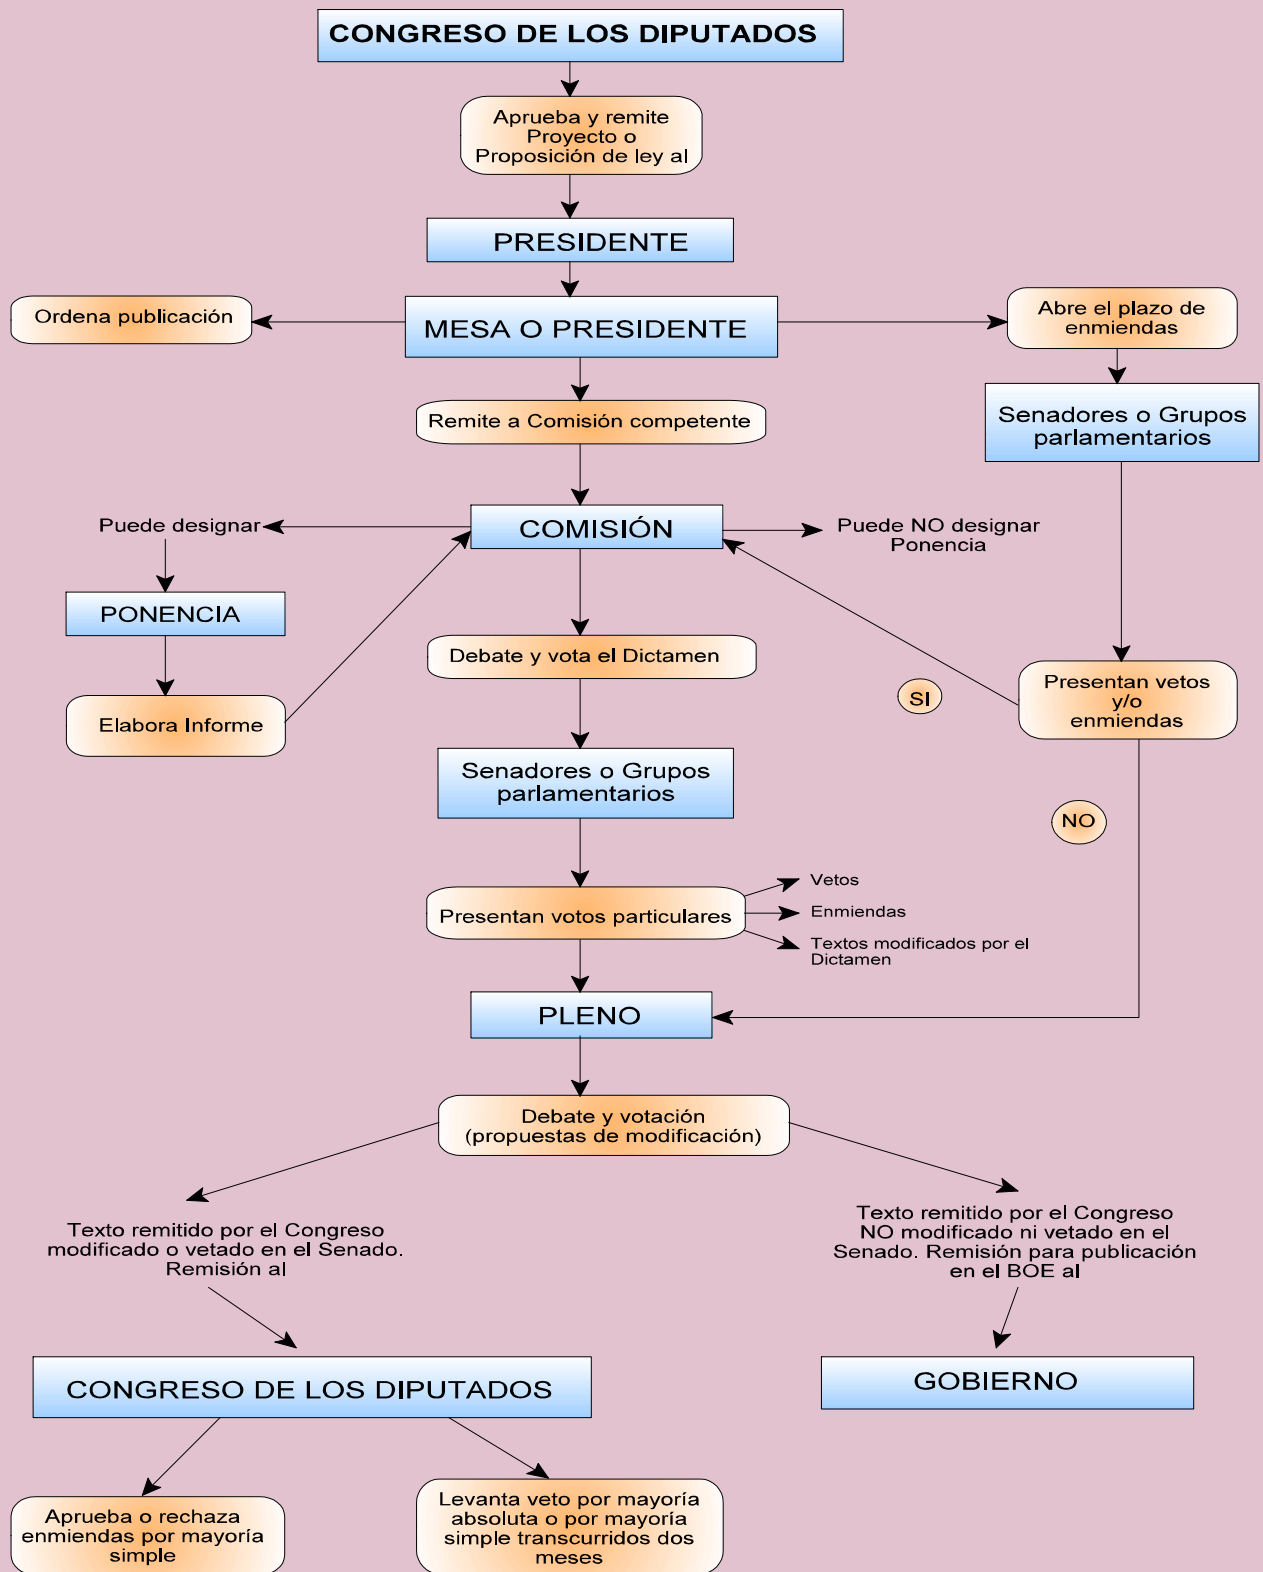 CONGRESO DE LOS DIPUTADOS
Aprueba y remite
Proyecto o
Proposición de ley al
PRESIDENTE
Ordena publicación
MESA O PRESIDENTE
Abre el plazo de
enmiendas
Remite a Comisión competente
Senadores o Grupos
parlamentarios
Puede designar
COMISIÓN
Puede NO designar
Ponencia
PONENCIA
Debate y vota el Dictamen
Elabora Informe
SI
Presentan vetos
y/o
enmiendas
Senadores o Grupos
parlamentarios
NO
Presentan votos particulares
Vetos
Enmiendas
Textos modificados por el
Dictamen
PLENO
Debate y votación
(propuestas de modificación)
Texto remitido por el Congreso
modificado o vetado en el Senado.
Remisión al
Texto remitido por el Congreso
NO modificado ni vetado en el
Senado. Remisión para publicación
en el BOE al
CONGRESO DE LOS DIPUTADOS
GOBIERNO
Aprueba o rechaza
enmiendas por mayoría
simple
Levanta veto por mayoría
absoluta o por mayoría
simple transcurridos dos
meses